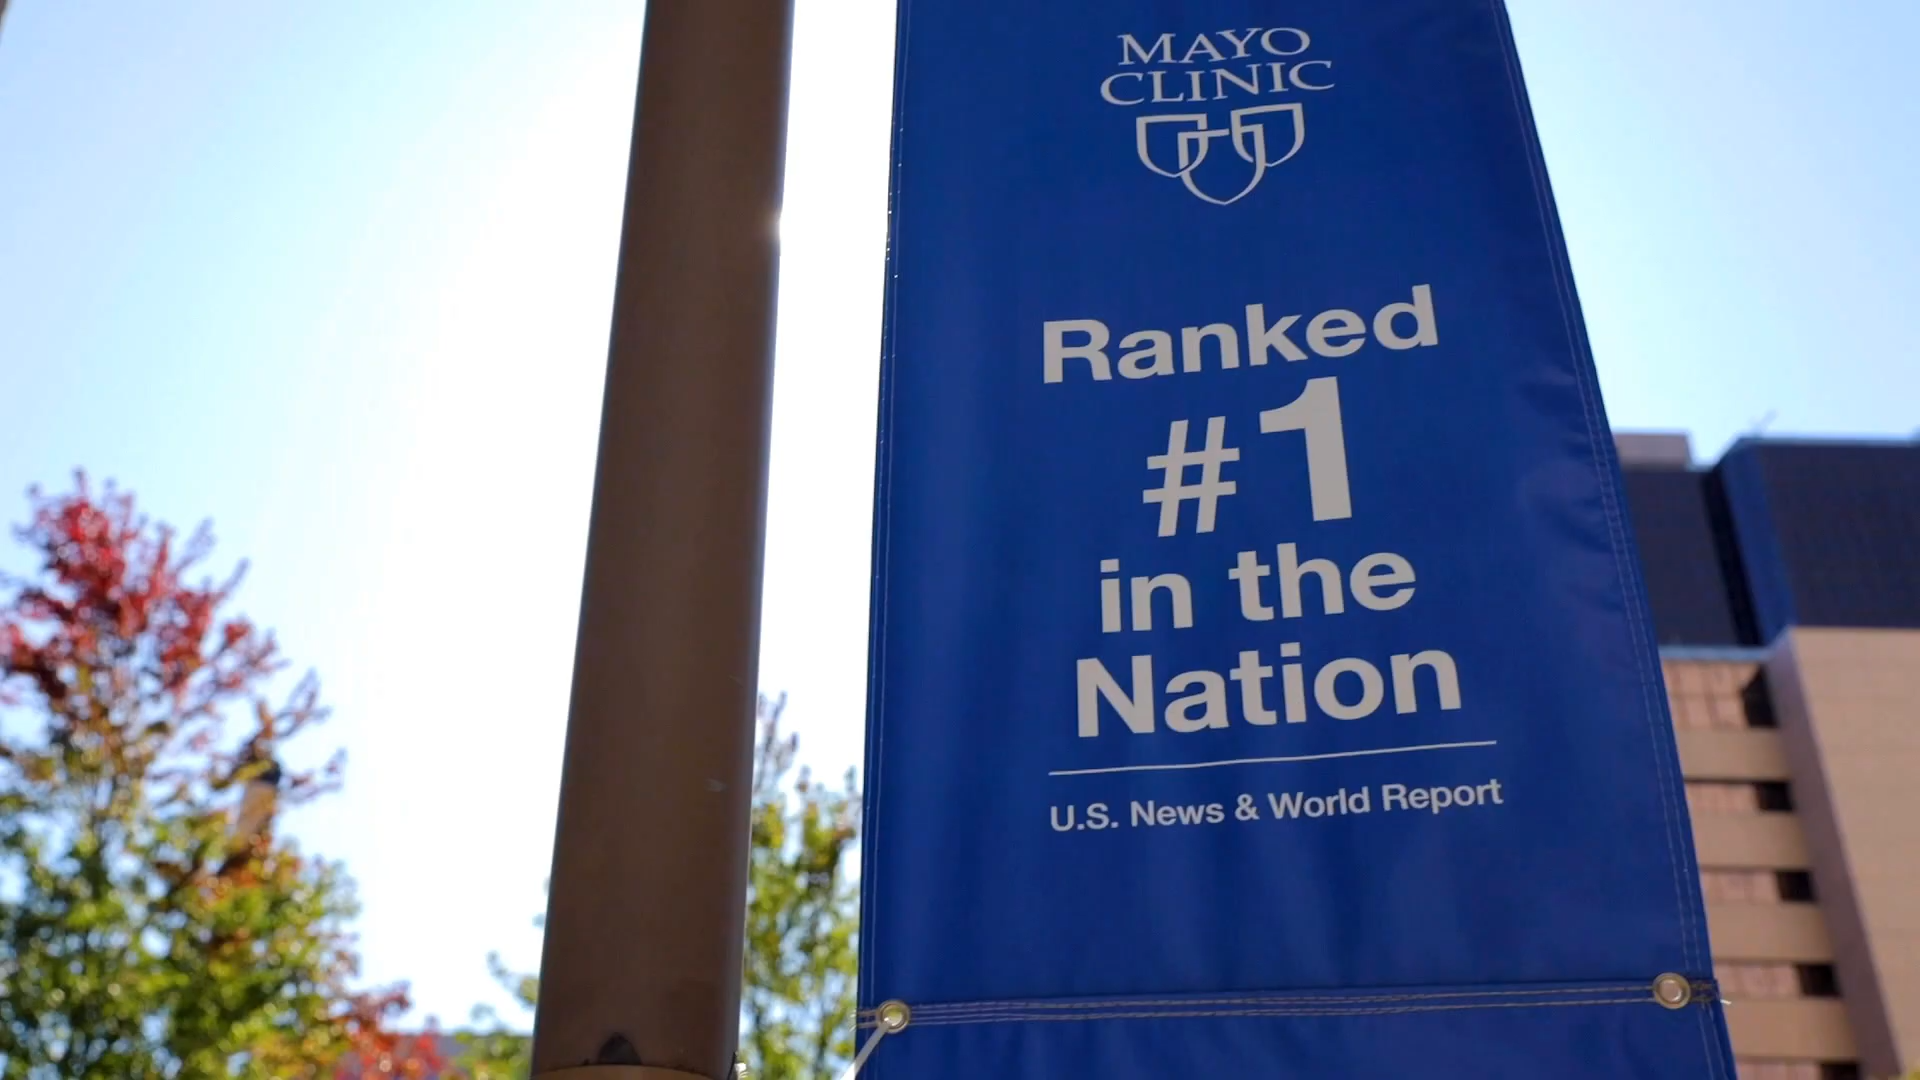 MAYO
CLINIC
Ranked
#1
in the
Nation
U.S. News & World Report